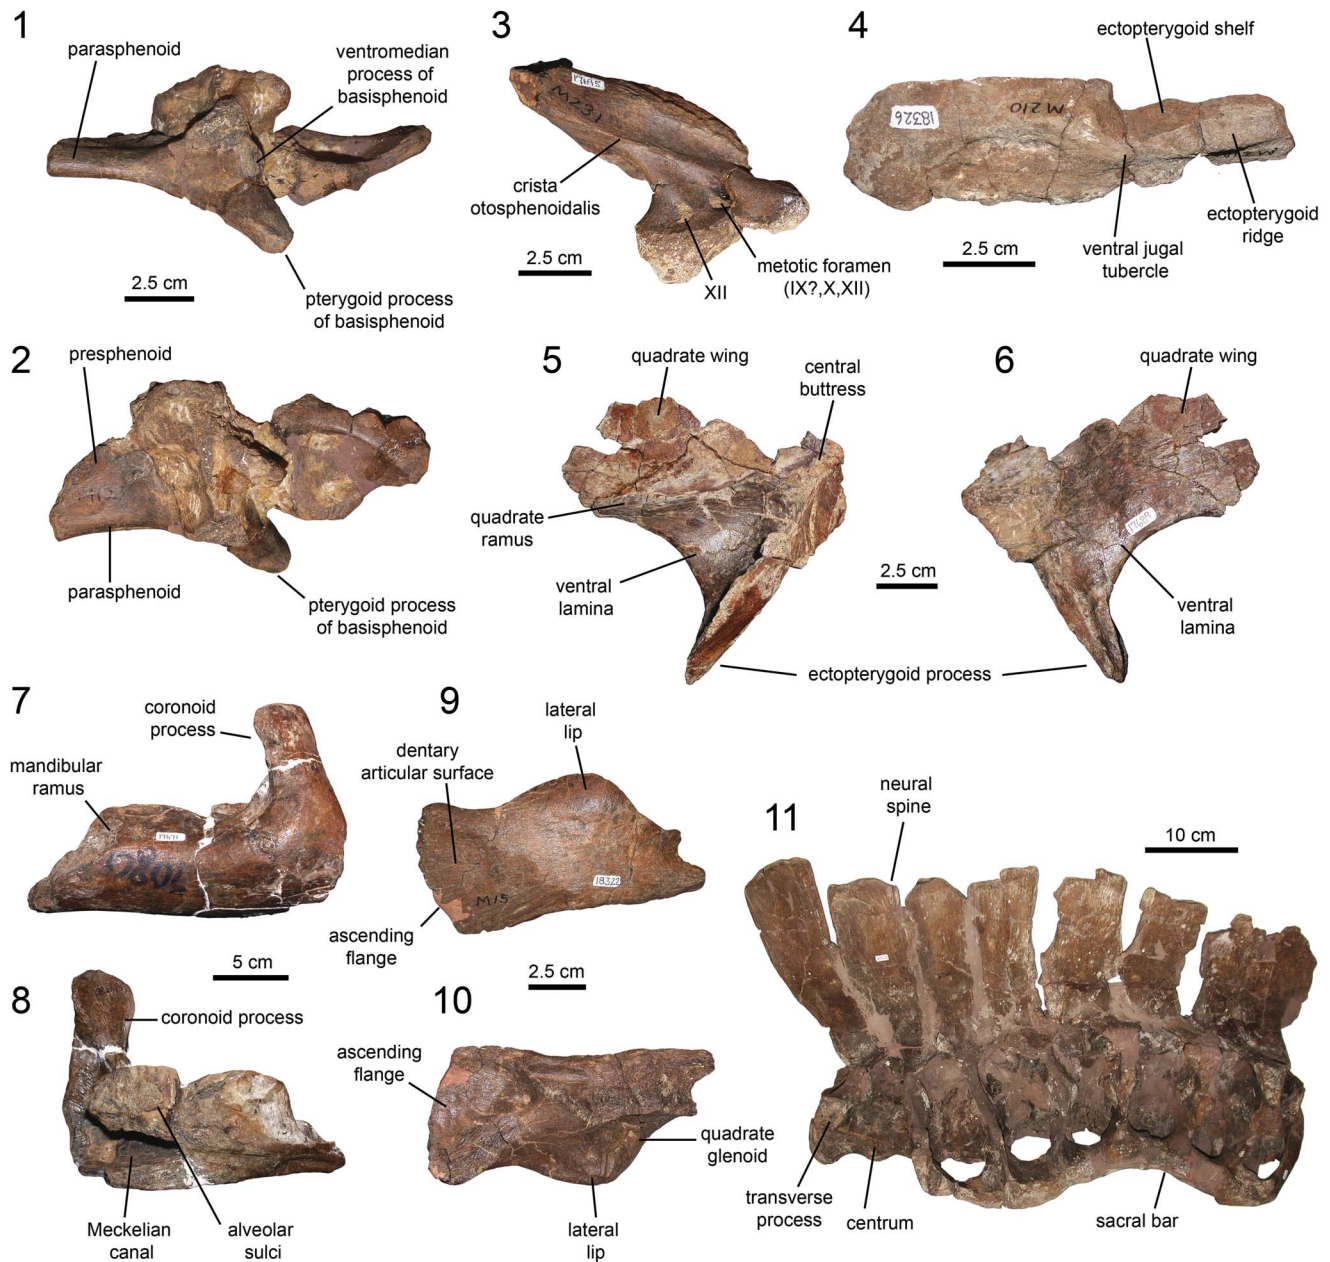 1
parasphenoid
ventromedian
process of
basisphenoid
2.5 cm
pterygoid process
of basisphenoid
2
presphenoid
parasphenoid
pterygoid process
of basisphenoid
3
17695
M231
crista
otosphenoidalis
2.5 cm
XII
metotic foramen
(IX?,X,XII)
4
ectopterygoid shelf
18326
M210
2.5 cm
ventral jugal
tubercle
ectopterygoid
ridge
5
quadrate wing
central
buttress
quadrate
ramus
ventral
lamina
2.5 cm
6
quadrate wing
17689
ventral
lamina
ectopterygoid process
7
coronoid
process
mandibular
ramus
17671
5 cm
8
coronoid process
Meckelian
canal
alveolar
sulci
9
lateral
lip
dentary
articular surface
18322
M15
ascending
flange
2.5 cm
10
ascending
flange
quadrate
glenoid
lateral
lip
11
neural
spine
10 cm
transverse
process
centrum
sacral bar